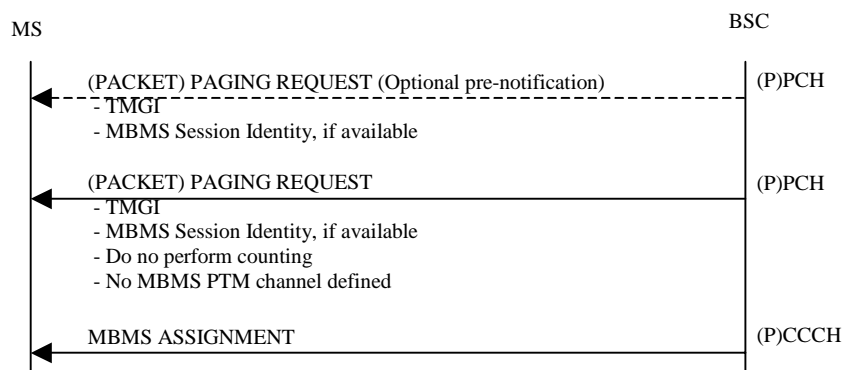 MS
BSC
(PACKET) PAGING REQUEST (Optional pre-notification)
(P)PCH
- TMGI
- MBMS Session Identity, if available
(PACKET) PAGING REQUEST
(P)PCH
- TMGI
- MBMS Session Identity, if available
- Do no perform counting
- No MBMS PTM channel defined
MBMS ASSIGNMENT
(P)CCCH